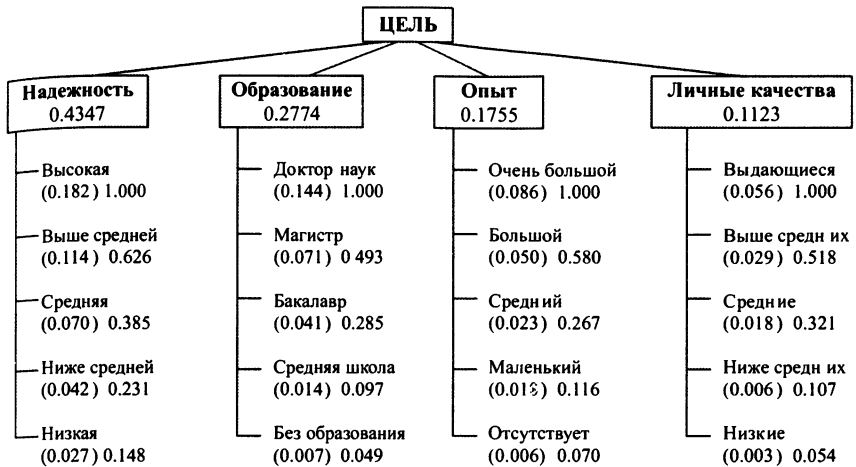 ЦЕЛЬ
Надежность
0.4347
Высокая
(0.182) 1.000
Выше средней
(0.114) 0.626
Средняя
(0.070) 0.385
Ниже средней
(0.042) 0.231
Низкая
(0.027) 0.148
Образование
0.2774
Доктор наук
(0.144) 1.000
Магистр
(0.071) 0 493
Бакалавр
(0.041) 0.285
Средняя школа
(0.014) 0.097
Без образования
(0.007) 0.049
Опыт
0.1755
Очень большой
(0.086) 1.000
Большой
(0.050) 0.580
Средний
(0.023) 0.267
Маленький
0.116
Отсутствует
(0.006) 0.070
Личные качества
0.1123
Выдающиеся
(0.056) 1.000
Выше средн их
(0.029) 0.518
Средние
(0.018) 0.321
Ниже средн их
(0.006) 0.107
Низкие
(0.003) 0.054